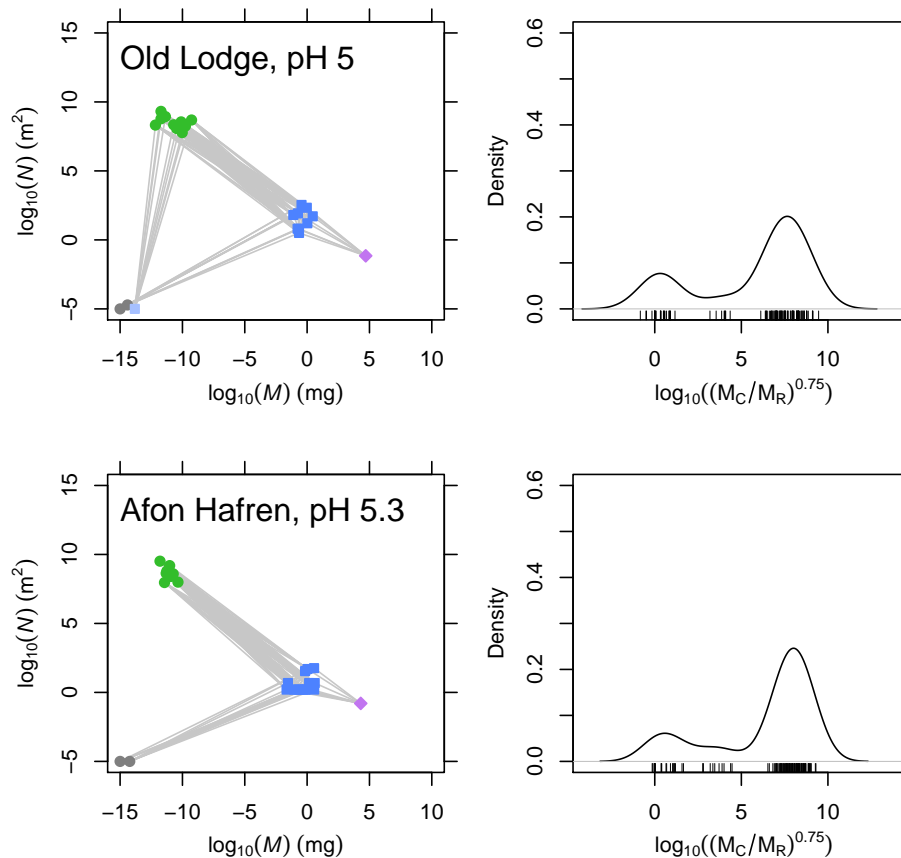 Old Lodge, pH 5
15
10
5
0
−5
log10(N) (m²)
−15 −10 −5 0 5 10
log10(M) (mg)
0.6
0.4
0.2
0.0
Density
0 5 10
log10((MC/MR)^0.75)
Afon Hafren, pH 5.3
15
10
5
0
−5
log10(N) (m²)
−15 −10 −5 0 5 10
log10(M) (mg)
0.6
0.4
0.2
0.0
Density
0 5 10
log10((MC/MR)^0.75)